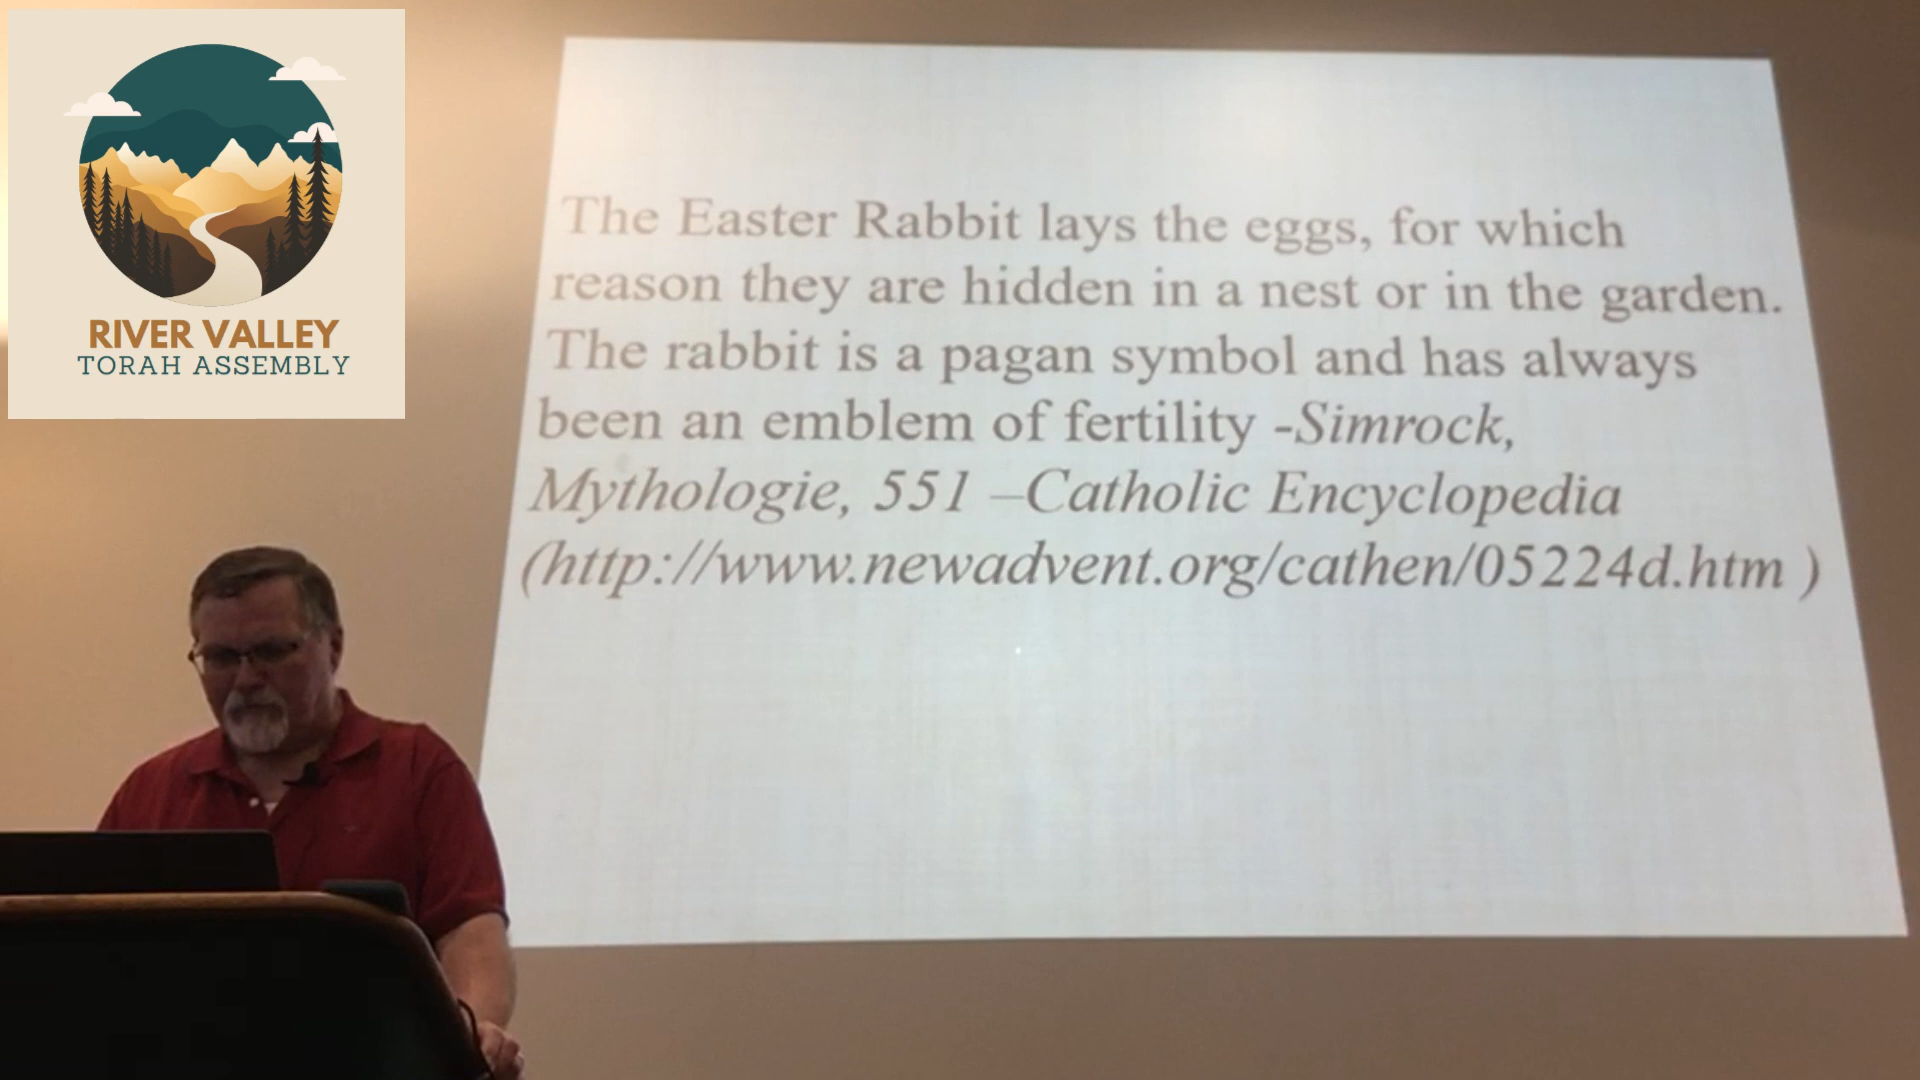 RIVER VALLEY
TORAH ASSEMBLY
The Easter Rabbit lays the eggs, for which
reason they are hidden in a nest or in the garden.
The rabbit is a pagan symbol and has always
been an emblem of fertility -Simrock,
Mythologie, 551 –Catholic Encyclopedia
(http://www.newadvent.org/cathen/05224d.htm )